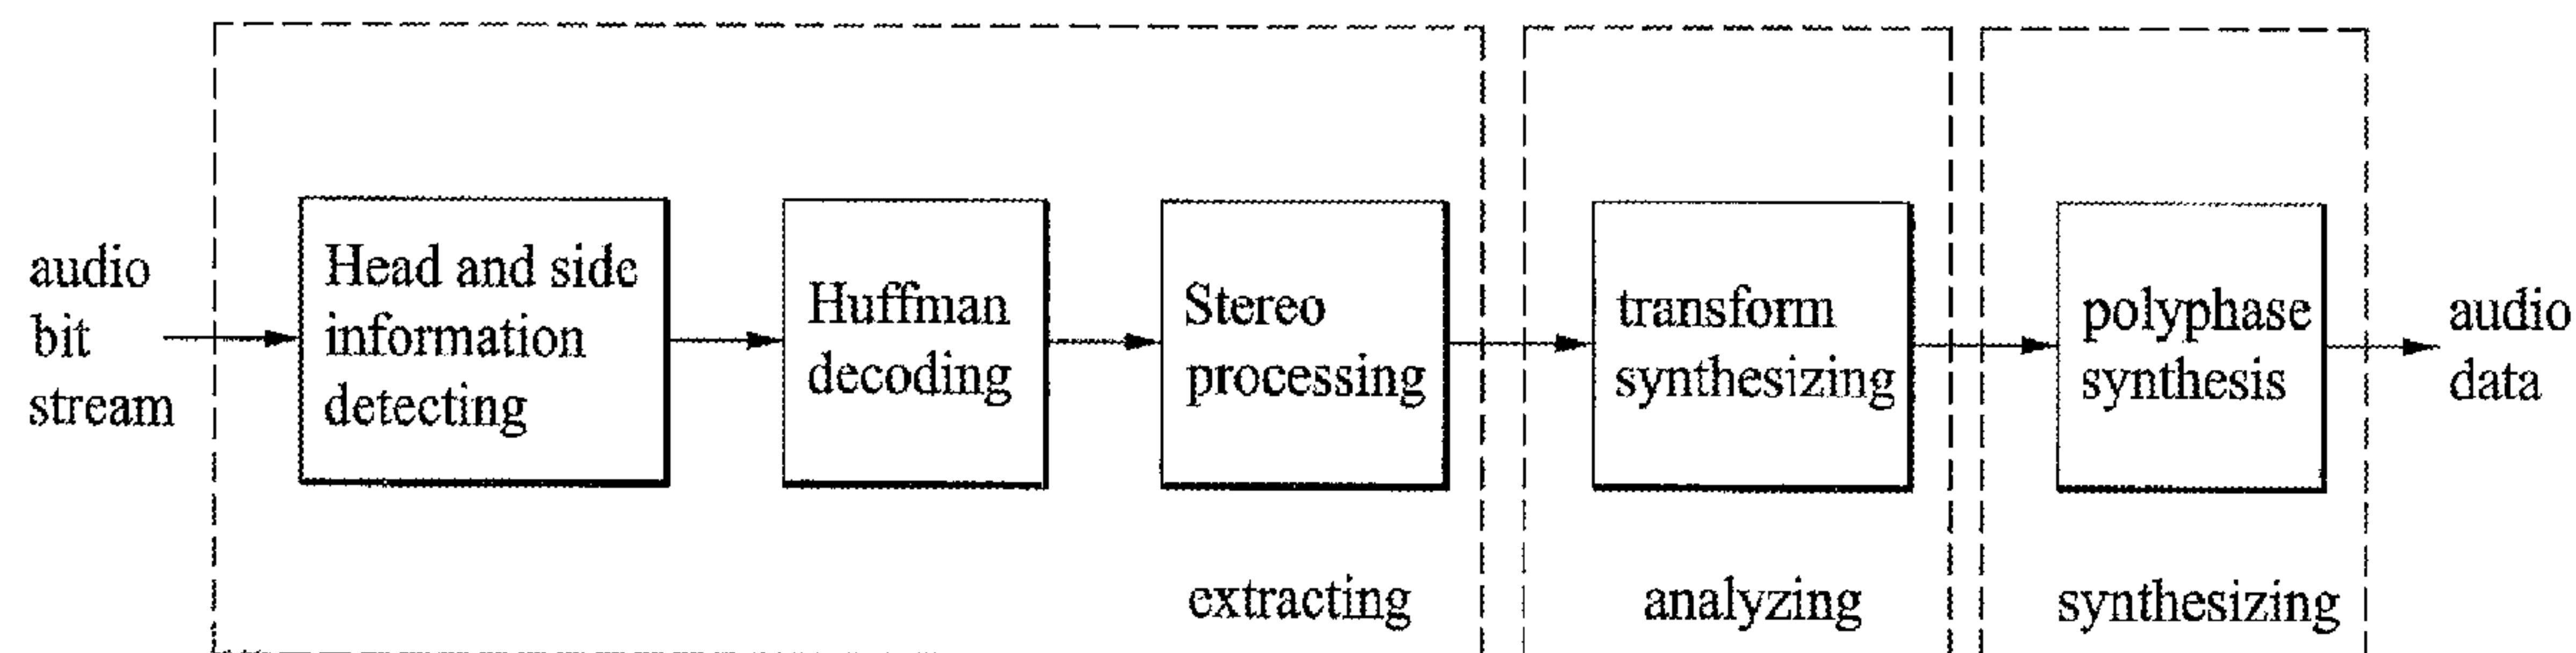 audio
bit
stream
Head and side
information
detecting
Huffman
decoding
Stereo
processing
transform
synthesizing
polyphase
synthesis
audio
data
extracting
analyzing
synthesizing